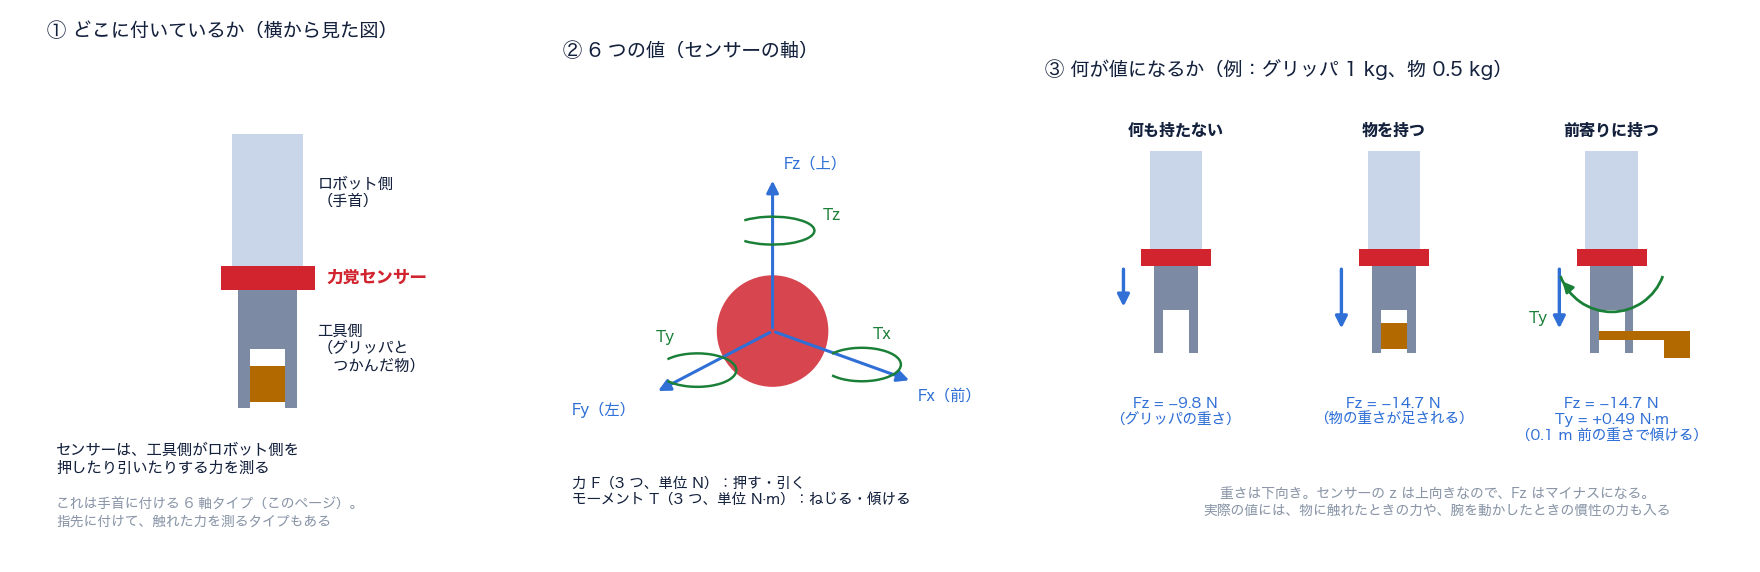 ① どこに付いているか（横から見た図）
ロボット側
（手首）
力覚センサー
工具側
（グリッパと
つかんだ物）
センサーは、工具側がロボット側を
押したり引いたりする力を測る
これは手首に付ける 6 軸タイプ（このページ）。
指先に付けて、触れた力を測るタイプもある
② 6 つの値（センサーの軸）
Fz（上）
Tz
Ty
Tx
Fx（前）
Fy（左）
力 F（3 つ、単位 N）：押す・引く
モーメント T（3 つ、単位 N·m）：ねじる・傾ける
③ 何が値になるか（例：グリッパ 1 kg、物 0.5 kg）
何も持たない
Fz = −9.8 N
（グリッパの重さ）
物を持つ
Fz = −14.7 N
（物の重さが足される）
前寄りに持つ
Ty
Fz = −14.7 N
Ty = +0.49 N·m
（0.1 m 前の重さで傾ける）
重さは下向き。センサーの z は上向きなので、Fz はマイナスになる。
実際の値には、物に触れたときの力や、腕を動かしたときの慣性の力も入る